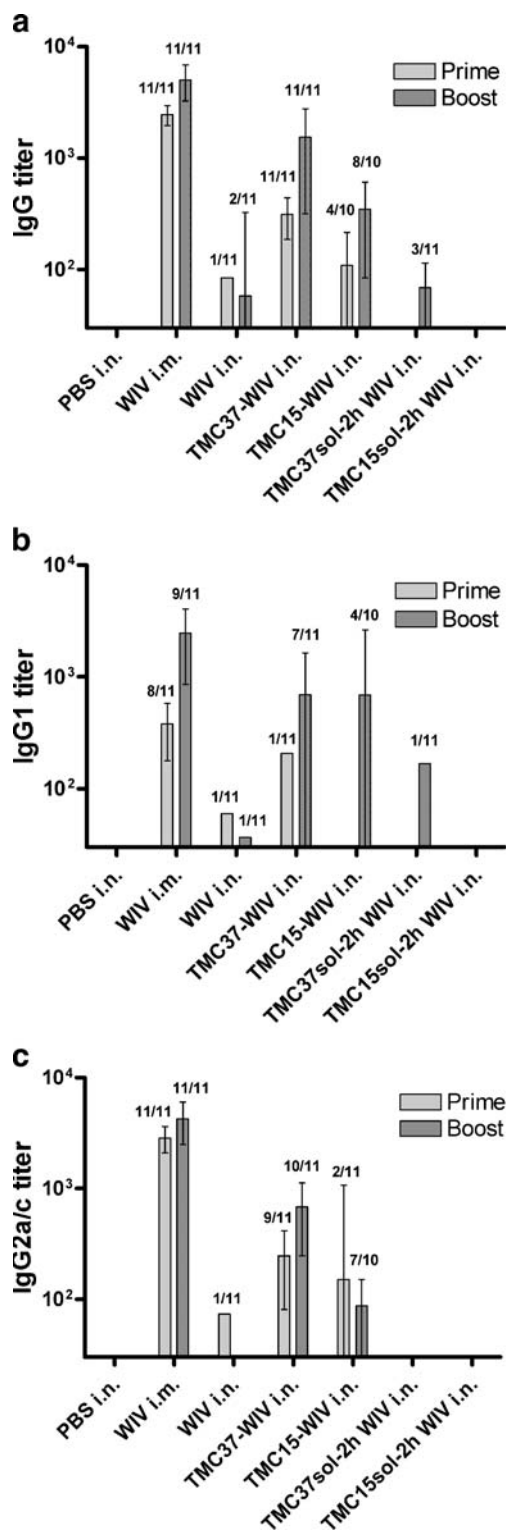 a
10⁴
10³
10²
IgG titer
11/11
11/11
1/11
2/11
11/11
11/11
4/10
8/10
3/11
Prime
Boost
PBS i.n.
WIV i.m.
WIV i.n.
TMC37-WIV i.n.
TMC15-WIV i.n.
TMC37sol-2h WIV i.n.
TMC15sol-2h WIV i.n.
b
10⁴
10³
10²
IgG1 titer
8/11
9/11
1/11
1/11
1/11
7/11
4/10
1/11
Prime
Boost
PBS i.n.
WIV i.m.
WIV i.n.
TMC37-WIV i.n.
TMC15-WIV i.n.
TMC37sol-2h WIV i.n.
TMC15sol-2h WIV i.n.
c
10⁴
10³
10²
IgG2a/c titer
11/11
11/11
1/11
9/11
10/11
2/11
7/10
Prime
Boost
PBS i.n.
WIV i.m.
WIV i.n.
TMC37-WIV i.n.
TMC15-WIV i.n.
TMC37sol-2h WIV i.n.
TMC15sol-2h WIV i.n.